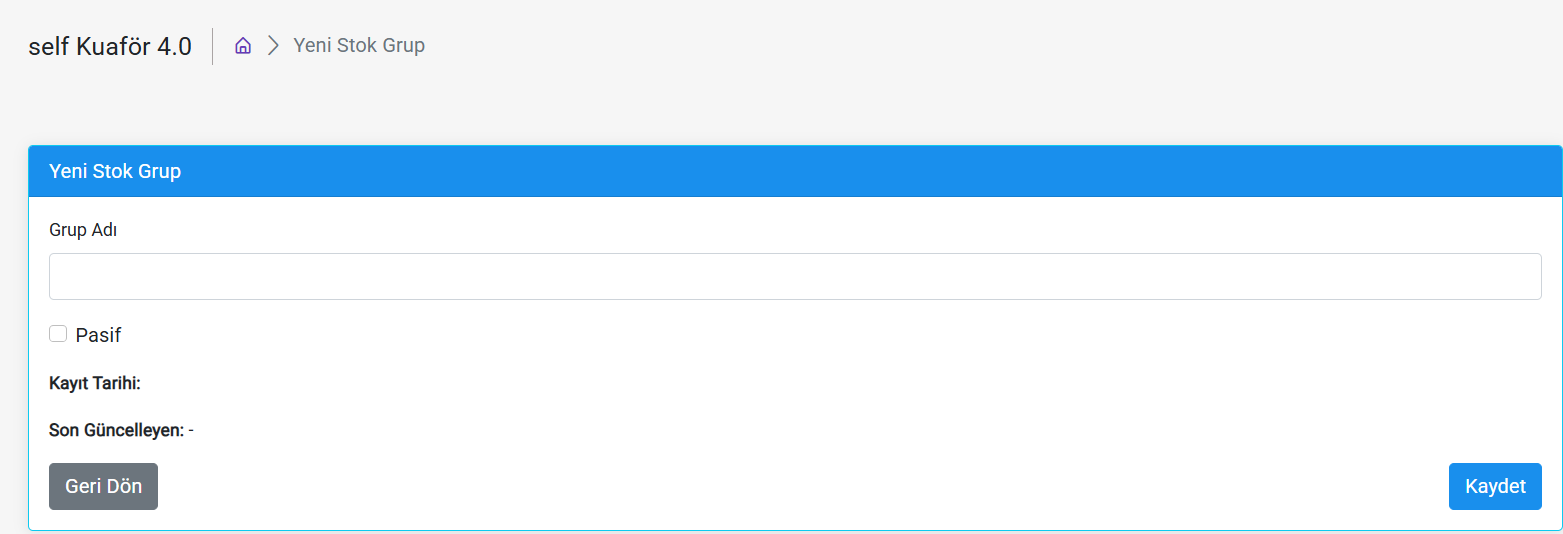 self Kuaför 4.0 Yeni Stok Grup
Yeni Stok Grup
Grup Adı
Pasif
Kayıt Tarihi:
Son Güncelleyen: -
Geri Dön Kaydet